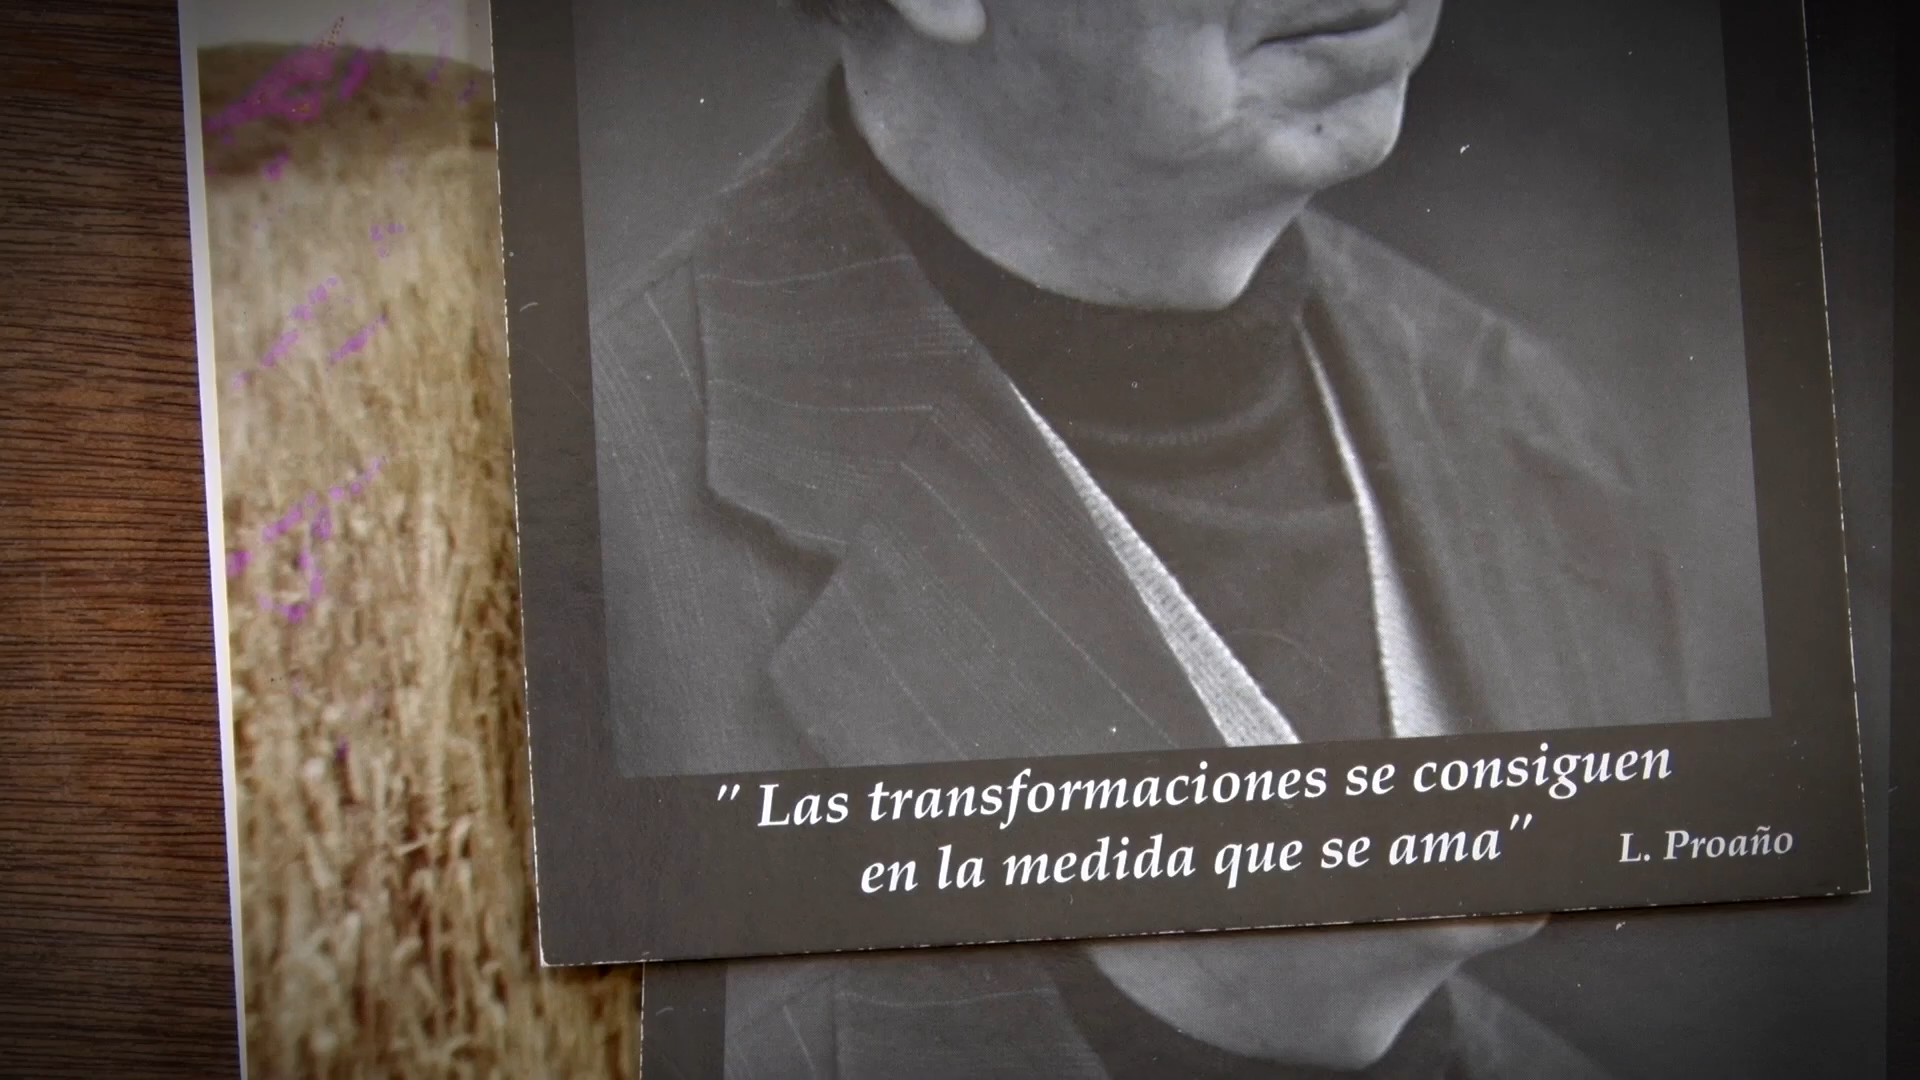 " Las transformaciones se consiguen
en la medida que se ama"
L. Proaño